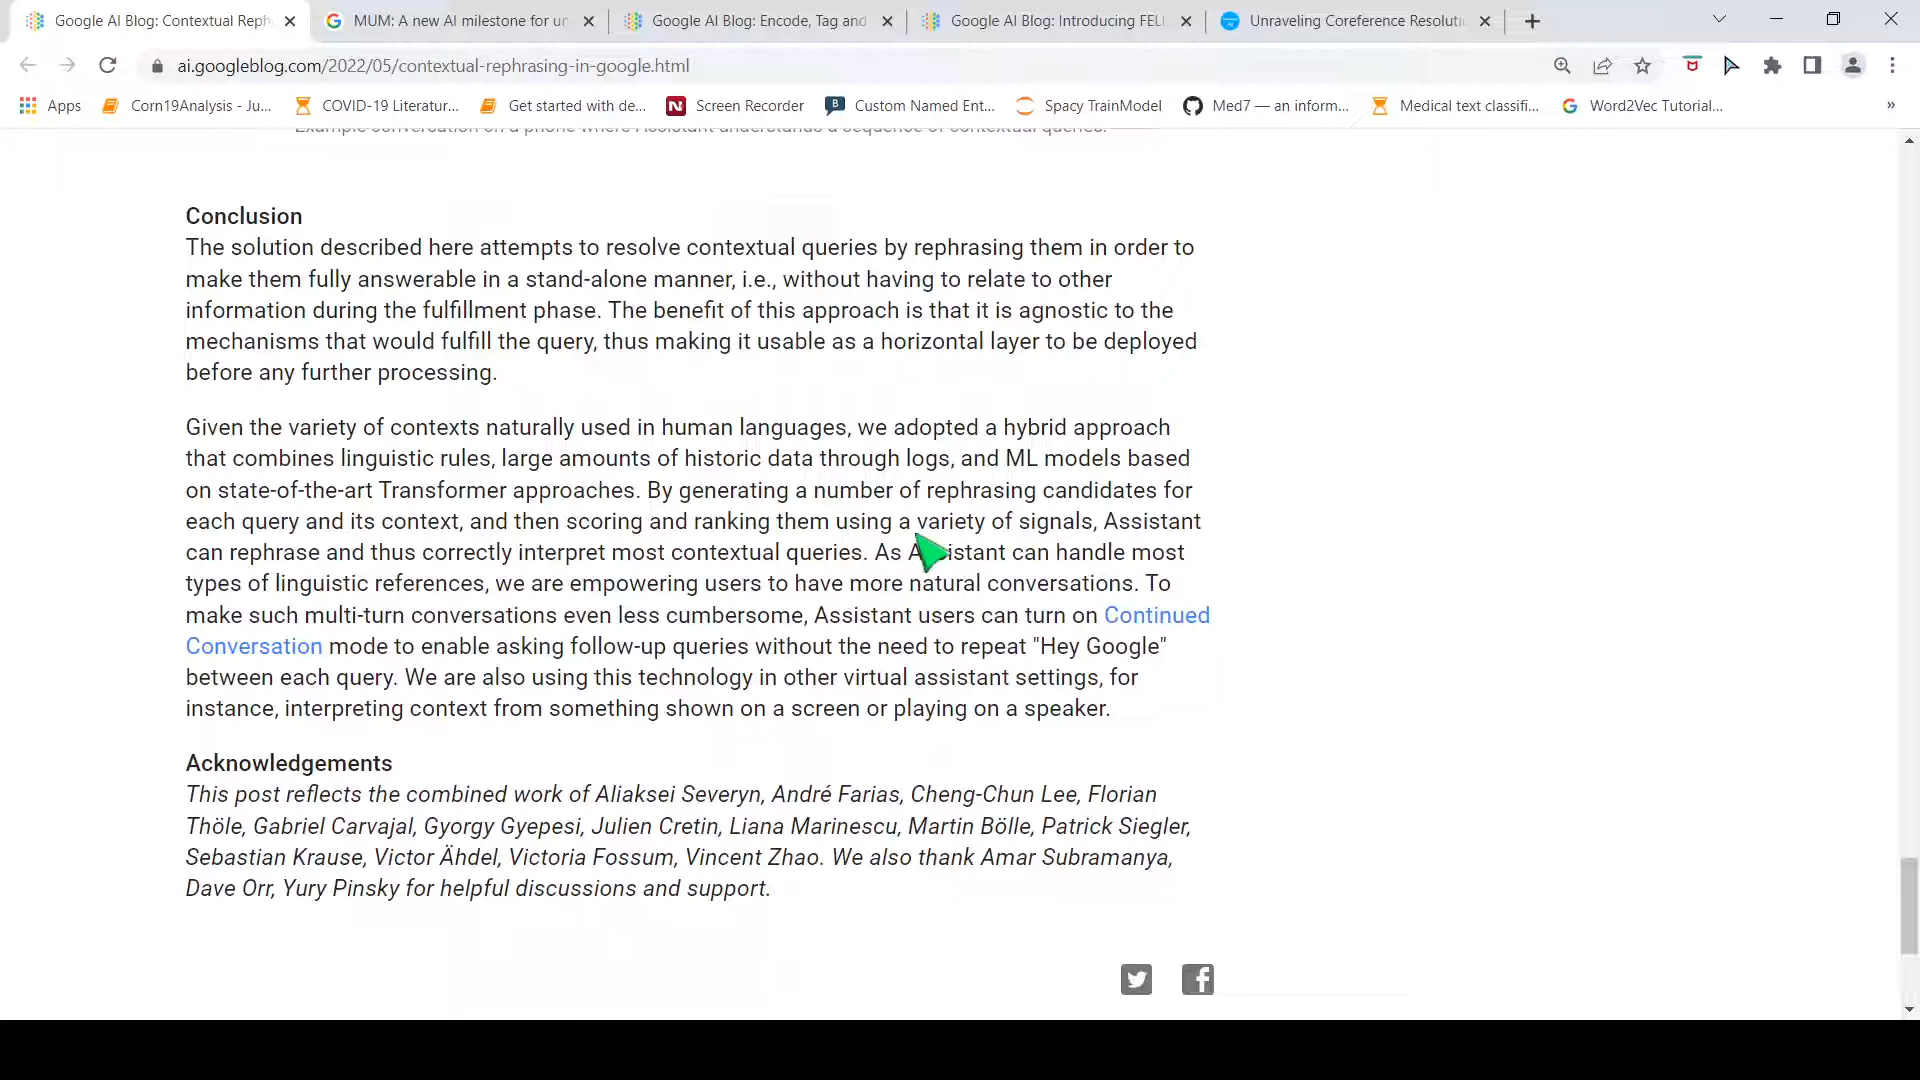 Google AI Blog: Contextual Reph
MUM: A new AI milestone for un
Google AI Blog: Encode, Tag and
Google AI Blog: Introducing FELI
Unraveling Coreference Resoluti
ai.googleblog.com/2022/05/contextual-rephrasing-in-google.html
Apps
Corn19Analysis - Ju...
COVID-19 Literatur...
Get started with de...
N
Screen Recorder
B
Custom Named Ent...
Spacy TrainModel
Med7 — an inform...
Medical text classifi...
Word2Vec Tutorial...
»
Example conversation on a phone where Assistant understands a sequence of contextual queries.
Conclusion
The solution described here attempts to resolve contextual queries by rephrasing them in order to
make them fully answerable in a stand-alone manner, i.e., without having to relate to other
information during the fulfillment phase. The benefit of this approach is that it is agnostic to the
mechanisms that would fulfill the query, thus making it usable as a horizontal layer to be deployed
before any further processing.
Given the variety of contexts naturally used in human languages, we adopted a hybrid approach
that combines linguistic rules, large amounts of historic data through logs, and ML models based
on state-of-the-art Transformer approaches. By generating a number of rephrasing candidates for
each query and its context, and then scoring and ranking them using a variety of signals, Assistant
can rephrase and thus correctly interpret most contextual queries. As Assistant can handle most
types of linguistic references, we are empowering users to have more natural conversations. To
make such multi-turn conversations even less cumbersome, Assistant users can turn on Continued
Conversation mode to enable asking follow-up queries without the need to repeat "Hey Google"
between each query. We are also using this technology in other virtual assistant settings, for
instance, interpreting context from something shown on a screen or playing on a speaker.
Acknowledgements
This post reflects the combined work of Aliaksei Severyn, André Farias, Cheng-Chun Lee, Florian
Thöle, Gabriel Carvajal, Gyorgy Gyepesi, Julien Cretin, Liana Marinescu, Martin Bölle, Patrick Siegler,
Sebastian Krause, Victor Ähdel, Victoria Fossum, Vincent Zhao. We also thank Amar Subramanya,
Dave Orr, Yury Pinsky for helpful discussions and support.